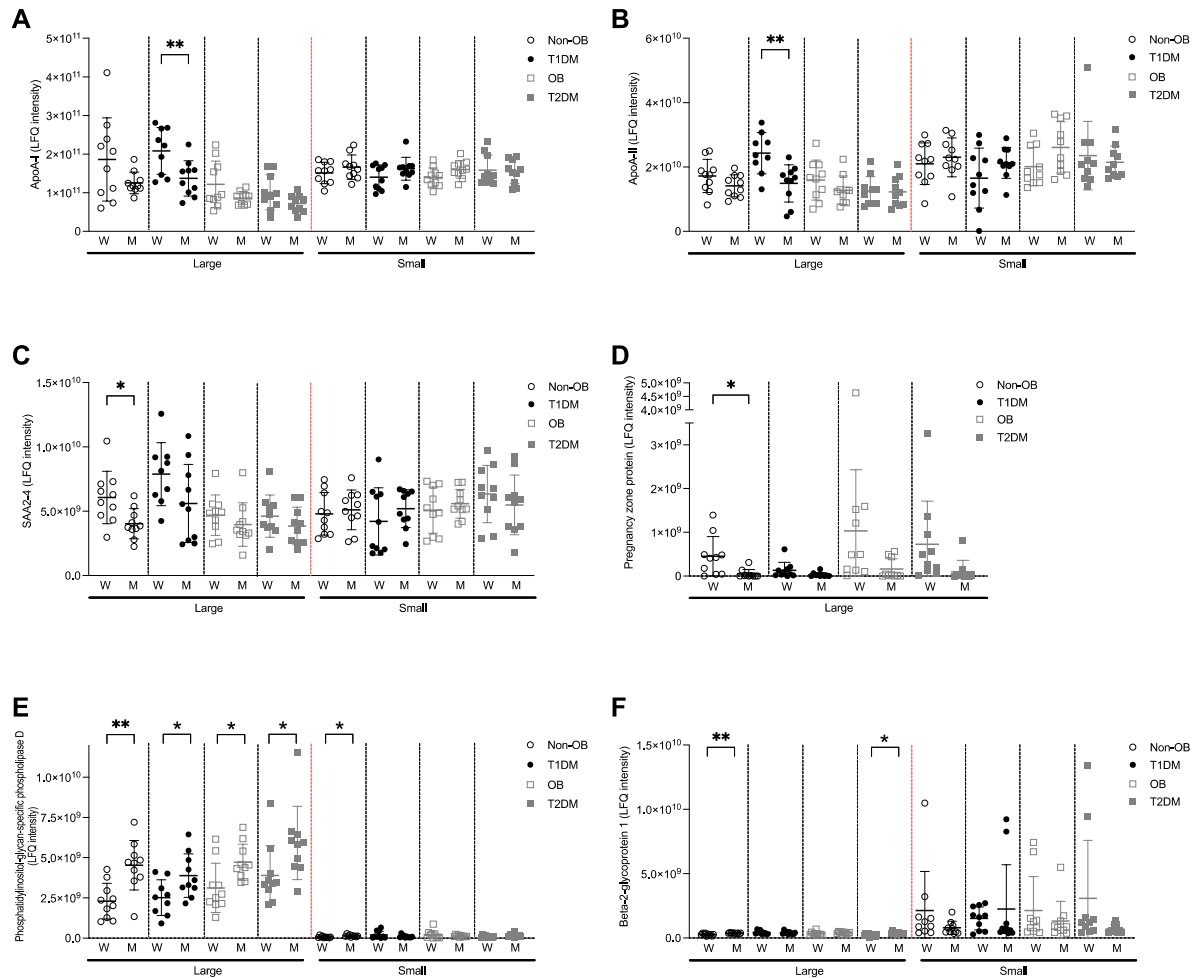 A
5×10¹¹
4×10¹¹
3×10¹¹
2×10¹¹
1×10¹¹
0
ApoA-I (LFQ intensity)
**
Non-OB
T1DM
OB
T2DM
W M W M W M W M W M W M W M W M
Large Small
B
6×10¹⁰
4×10¹⁰
2×10¹⁰
0
ApoA-II (LFQ intensity)
**
Non-OB
T1DM
OB
T2DM
W M W M W M W M W M W M W M W M
Large Small
C
1.5×10¹⁰
1.0×10¹⁰
5.0×10⁹
0.0
SAA2-4 (LFQ intensity)
*
Non-OB
T1DM
OB
T2DM
W M W M W M W M W M W M W M W M
Large Small
D
5.0×10⁹
4.5×10⁹
4.0×10⁹
3×10⁹
2×10⁹
1×10⁹
0
Pregnancy zone protein (LFQ intensity)
*
Non-OB
T1DM
OB
T2DM
W M W M W M W M
Large
E
1.0×10¹⁰
7.5×10⁹
5.0×10⁹
2.5×10⁹
0.0
Phosphatidylinositol-glycan-specific phospholipase D
(LFQ intensity)
** * * * *
Non-OB
T1DM
OB
T2DM
W M W M W M W M W M W M W M W M
Large Small
F
1.5×10¹⁰
1.0×10¹⁰
5.0×10⁹
0.0
Beta-2-glycoprotein 1 (LFQ intensity)
** *
Non-OB
T1DM
OB
T2DM
W M W M W M W M W M W M W M W M
Large Small